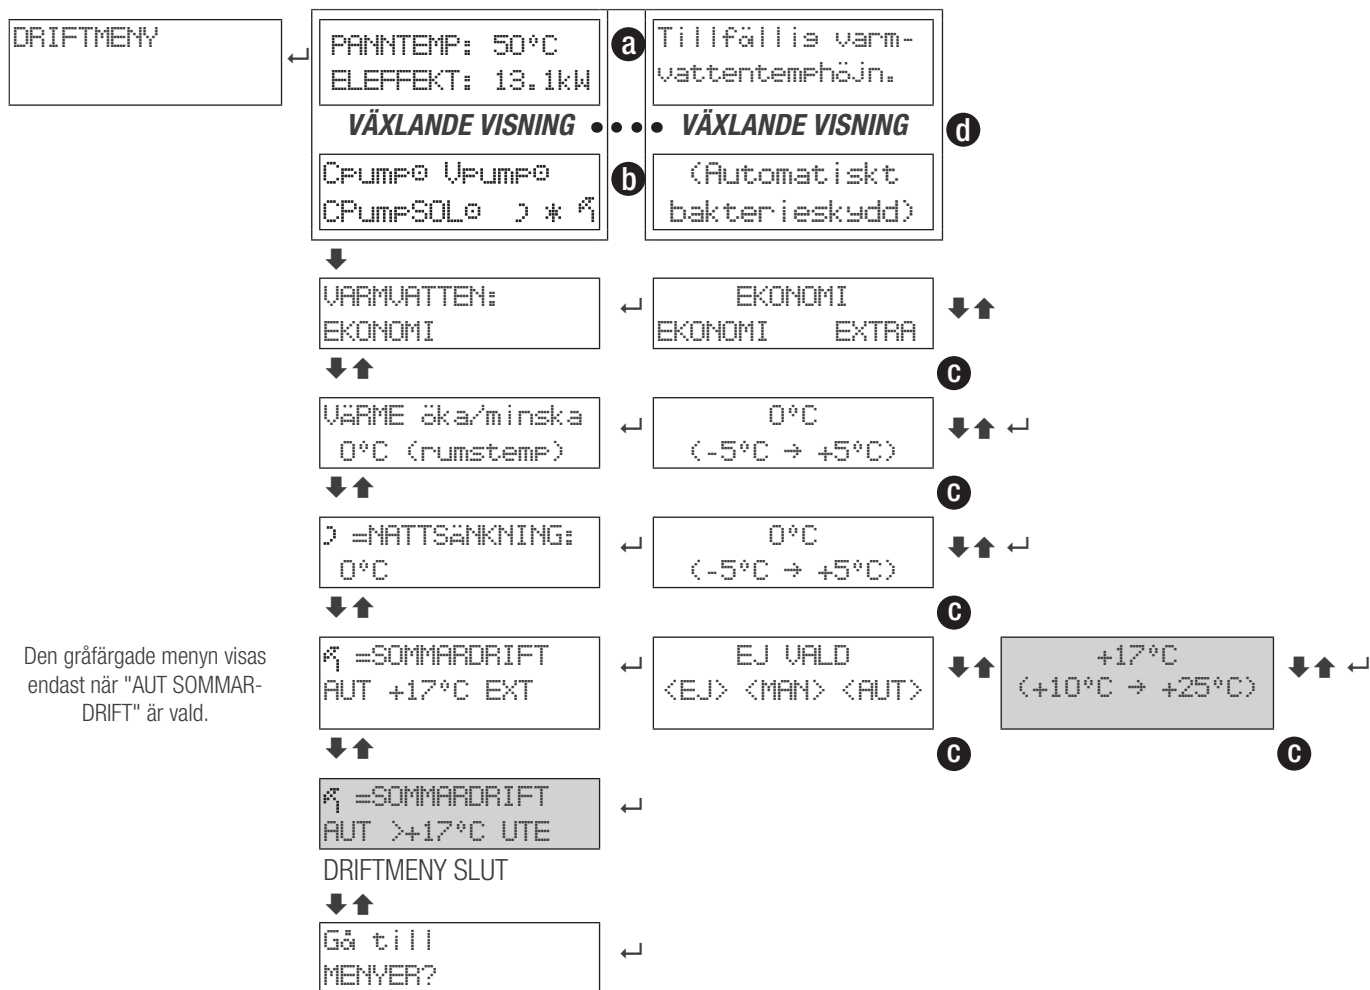 DRIFTMENY
PANNTEMP: 50°C
ELEFFEKT: 13.1kW
a
Tillfällig varm-
vattentemphöjn.
VÄXLANDE VISNING
VÄXLANDE VISNING
d
Cpump Vpump
CPumpSOL
b
(Automatiskt
bakterieskydd)
VARMVATTEN:
EKONOMI
EKONOMI
EKONOMI EXTRA
c
VÄRME öka/minska
0°C (rumstemp)
0°C
(-5°C → +5°C)
c
=NATTSÄNKNING:
0°C
0°C
(-5°C → +5°C)
c
Den gråfärgade menyn visas
endast när "AUT SOMMAR-
DRIFT" är vald.
=SOMMARDRIFT
AUT +17°C EXT
EJ VALD
<EJ> <MAN> <AUT>
+17°C
(+10°C → +25°C)
c
c
=SOMMARDRIFT
AUT >+17°C UTE
DRIFTMENY SLUT
Gå till
MENYER?